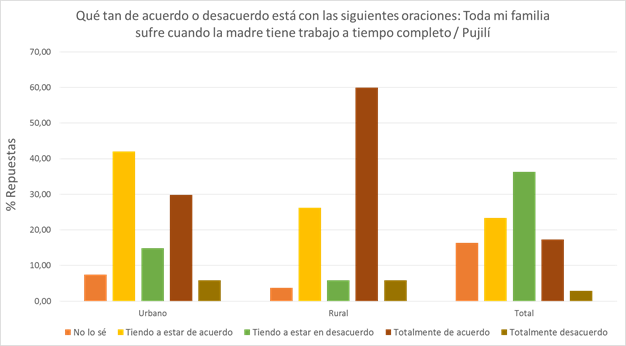 Qué tan de acuerdo o desacuerdo está con las siguientes oraciones: Toda mi familia
sufre cuando la madre tiene trabajo a tiempo completo / Pujilí
70,00
60,00
50,00
40,00
30,00
20,00
10,00
0,00
% Repuestas
Urbano Rural Total
No lo sé Tiendo a estar de acuerdo Tiendo a estar en desacuerdo Totalmente de acuerdo Totalmente desacuerdo